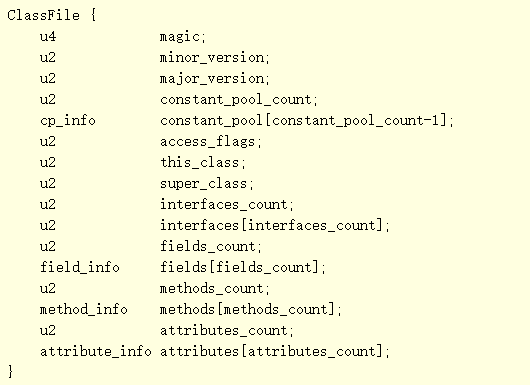 ClassFile {
    u4             magic;
    u2             minor_version;
    u2             major_version;
    u2             constant_pool_count;
    cp_info        constant_pool[constant_pool_count-1];
    u2             access_flags;
    u2             this_class;
    u2             super_class;
    u2             interfaces_count;
    u2             interfaces[interfaces_count];
    u2             fields_count;
    field_info     fields[fields_count];
    u2             methods_count;
    method_info    methods[methods_count];
    u2             attributes_count;
    attribute_info attributes[attributes_count];
}